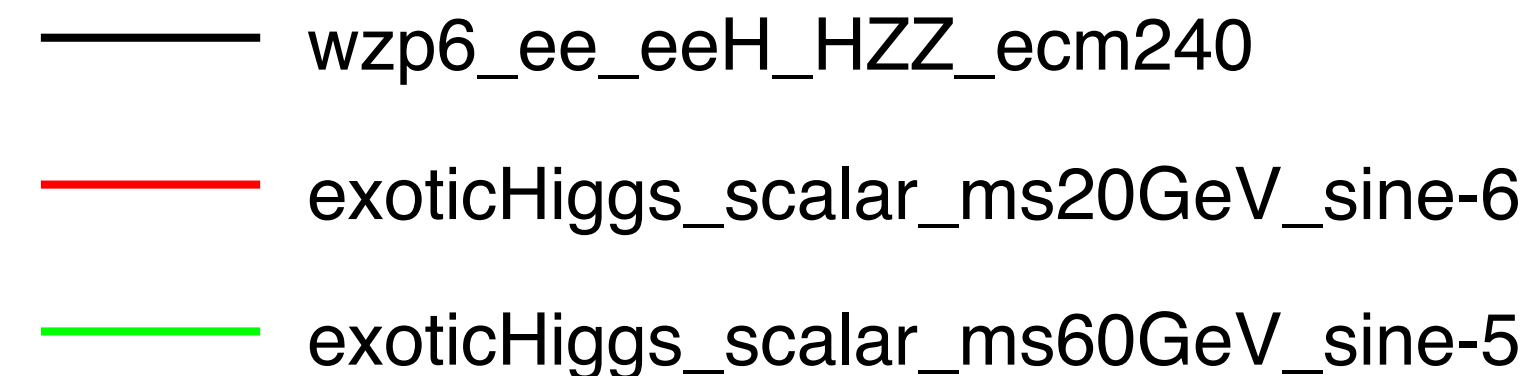 wzp6_ee_eeH_HZZ_ecm240
exoticHiggs_scalar_ms20GeV_sine-6
exoticHiggs_scalar_ms60GeV_sine-5